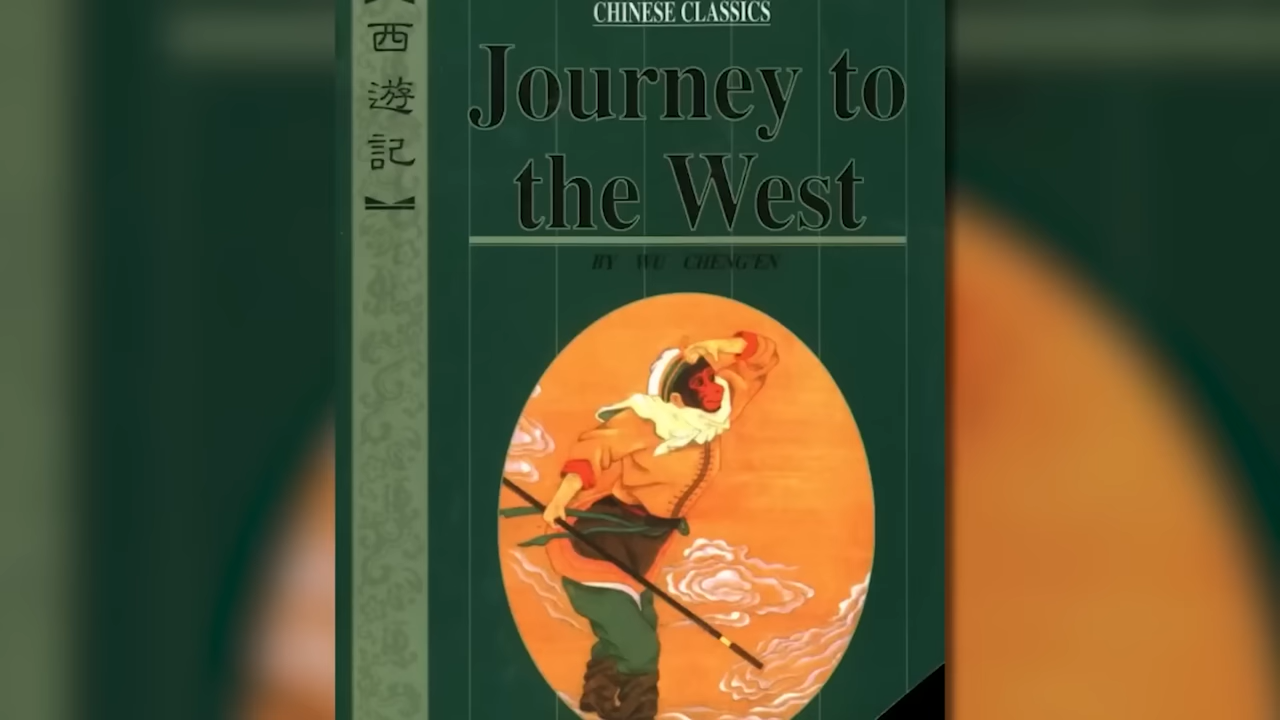 CHINESE CLASSICS
西遊記
Journey to
the West
BY WU CHENG'EN